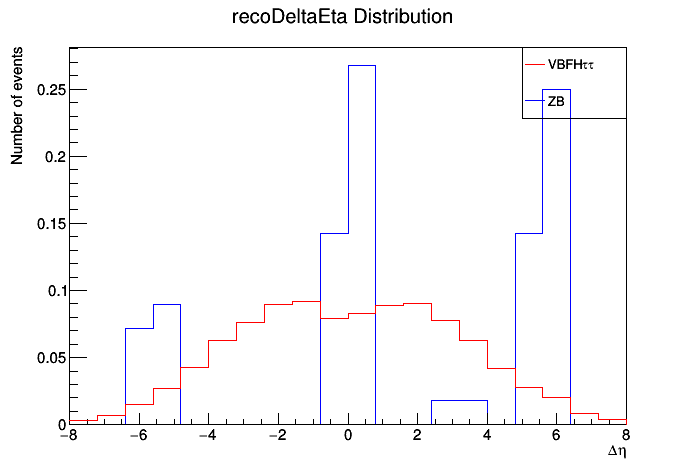 recoDeltaEta Distribution
Number of events
VBFHττ
ZB
0.25
0.2
0.15
0.1
0.05
0
−8 −6 −4 −2 0 2 4 6 8
Δη